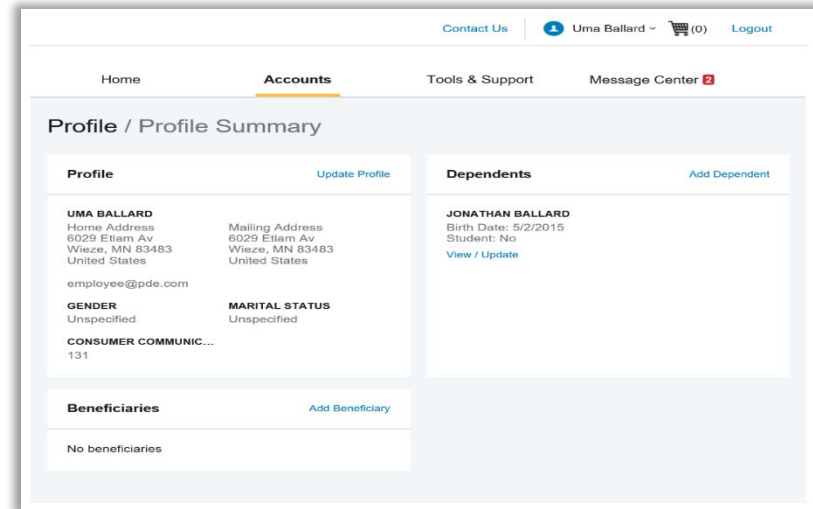 Contact Us Uma Ballard (0) Logout
Home Accounts Tools & Support Message Center 2
Profile / Profile Summary
Profile Update Profile
UMA BALLARD
Home Address Mailing Address
6029 Etiam Av 6029 Etiam Av
Wieze, MN 83483 Wieze, MN 83483
United States United States
employee@pde.com
GENDER MARITAL STATUS
Unspecified Unspecified
CONSUMER COMMUNIC...
131
Dependents Add Dependent
JONATHAN BALLARD
Birth Date: 5/2/2015
Student: No
View / Update
Beneficiaries Add Beneficiary
No beneficiaries